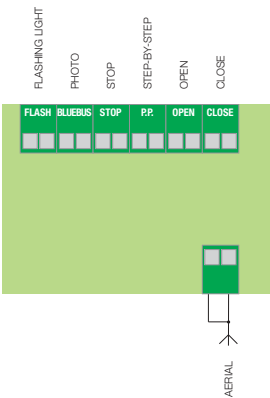 FLASHING LIGHT
PHOTO
STOP
STEP-BY-STEP
OPEN
CLOSE
FLASH
BLUEBUS
STOP
P.P.
OPEN
CLOSE
AERIAL